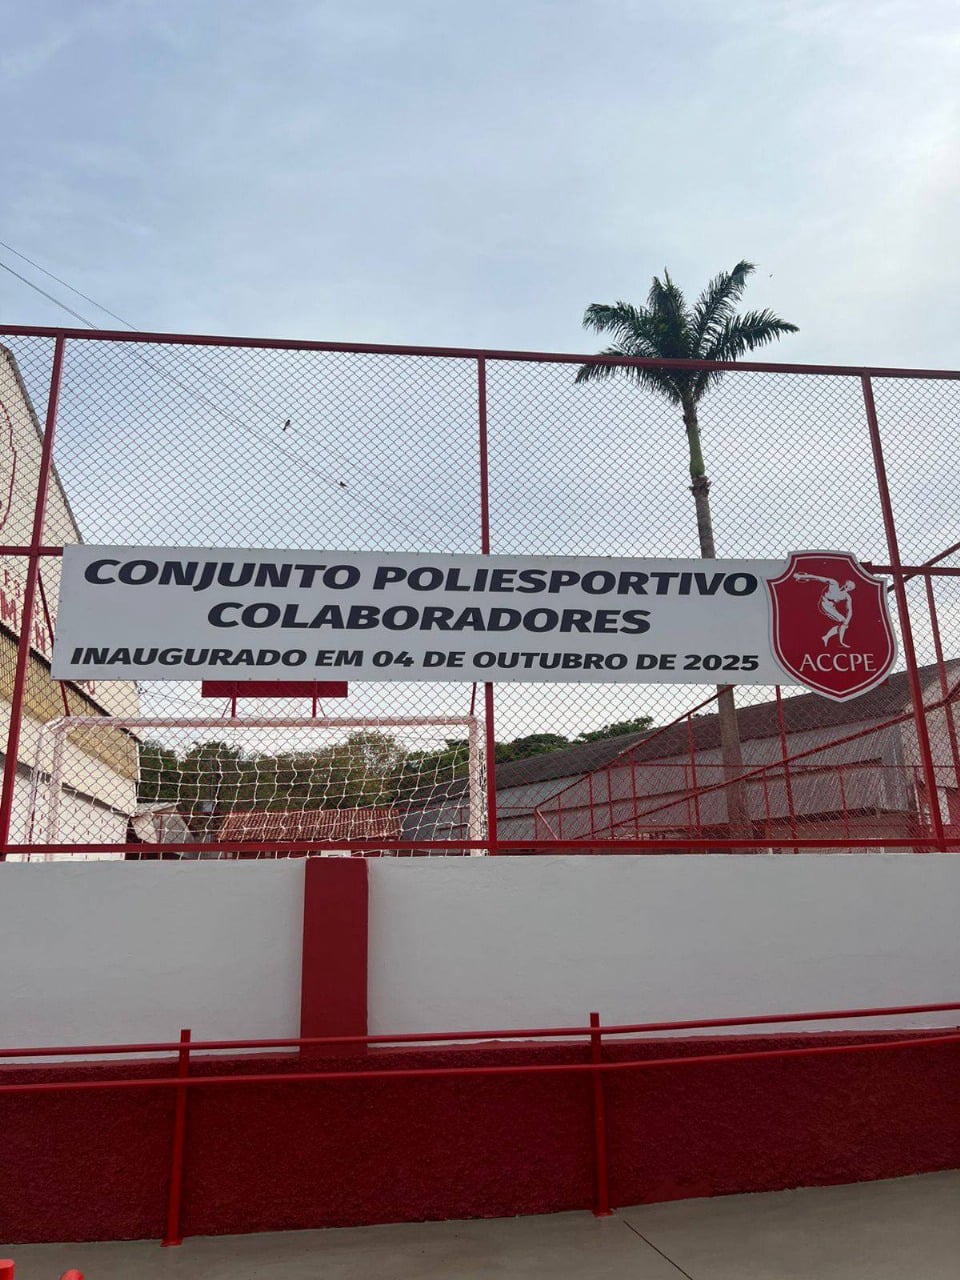 CONJUNTO POLIESPORTIVO
COLABORADORES
INAUGURADO EM 04 DE OUTUBRO DE 2025
ACCPE